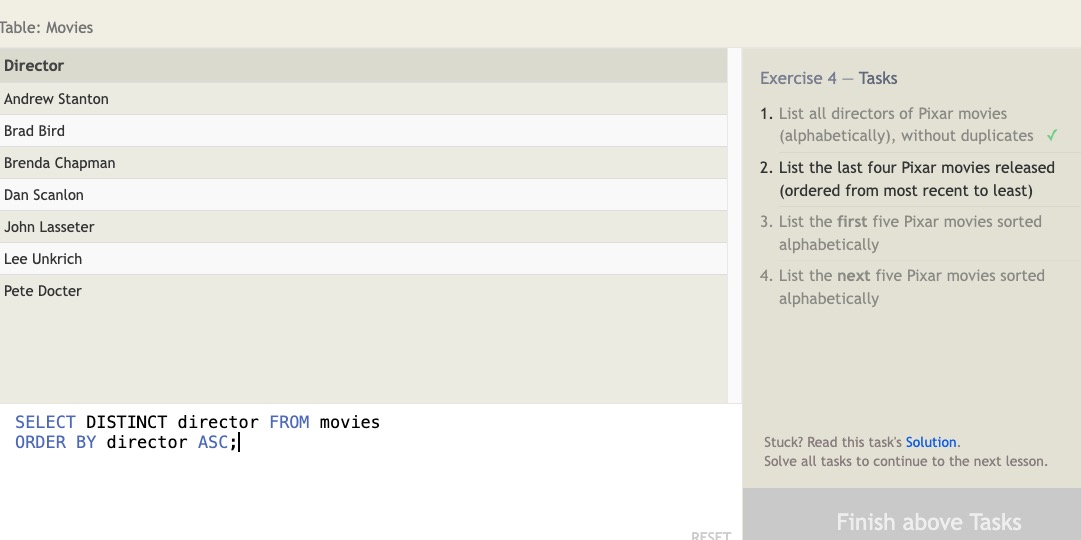 Table: Movies
Director
Andrew Stanton
Brad Bird
Brenda Chapman
Dan Scanlon
John Lasseter
Lee Unkrich
Pete Docter
SELECT DISTINCT director FROM movies
ORDER BY director ASC;
RESET
Exercise 4 — Tasks
1. List all directors of Pixar movies
(alphabetically), without duplicates ✓
2. List the last four Pixar movies released
(ordered from most recent to least)
3. List the first five Pixar movies sorted
alphabetically
4. List the next five Pixar movies sorted
alphabetically
Stuck? Read this task's Solution.
Solve all tasks to continue to the next lesson.
Finish above Tasks